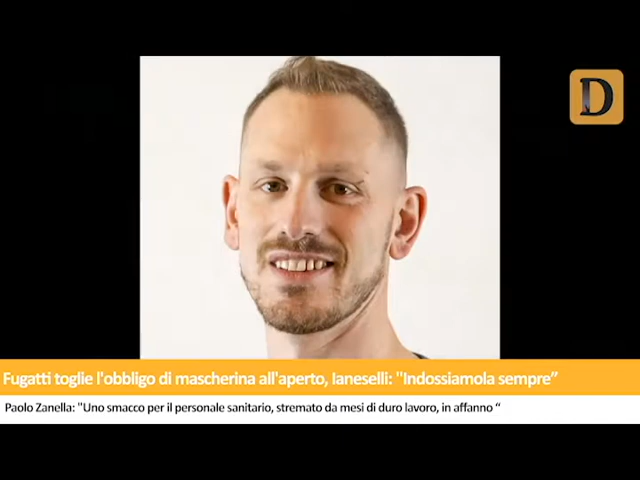 D
Fugatti toglie l'obbligo di mascherina all'aperto, Ianeselli: "Indossiamola sempre”
Paolo Zanella: "Uno smacco per il personale sanitario, stremato da mesi di duro lavoro, in affanno “